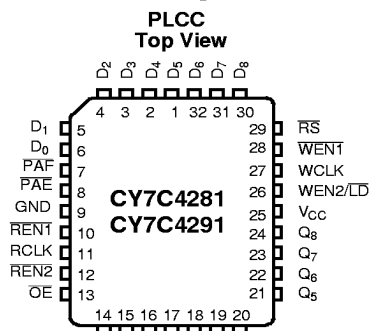 PLCC
Top View
D2 D3 D4 D5 D6 D7 D8
4 3 2 1 32 31 30
D1 5
D0 6
PAF 7
PAE 8
GND 9
REN1 10
RCLK 11
REN2 12
OE 13
CY7C4281
CY7C4291
29 RS
28 WEN1
27 WCLK
26 WEN2/LD
25 VCC
24 Q8
23 Q7
22 Q6
21 Q5
14 15 16 17 18 19 20